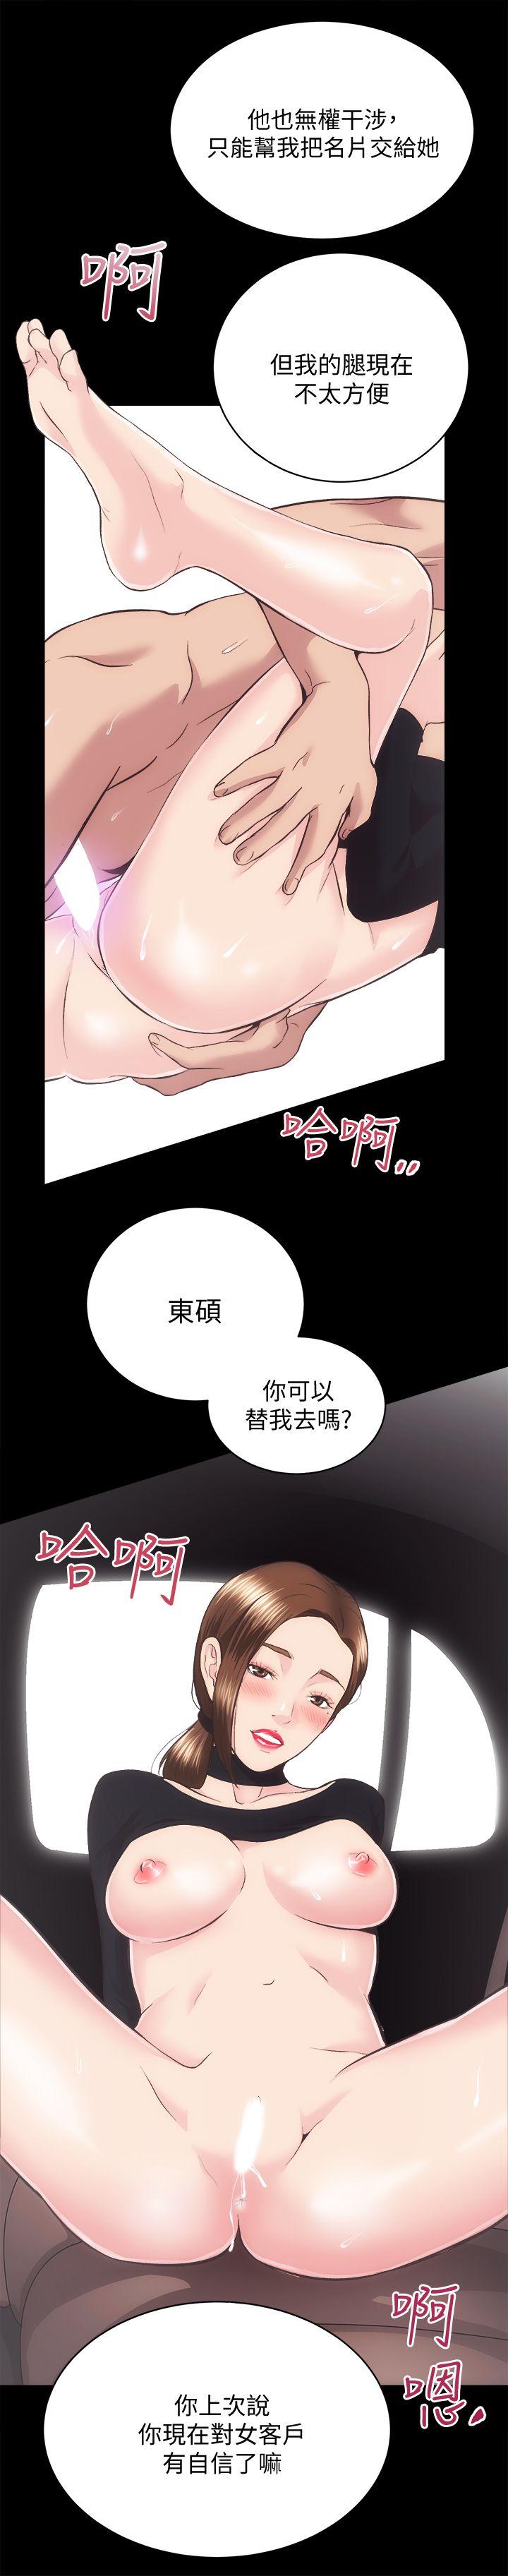 他也無權干涉，
只能幫我把名片交給她
啊
但我的腿現在
不太方便
哈啊..
東碩
你可以
替我去嗎?
哈啊
啊
嗯
你上次說
你現在對女客戶
有自信了嘛